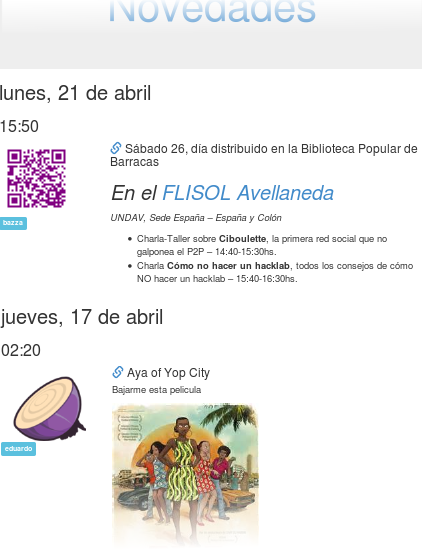 Novedades
lunes, 21 de abril
15:50
Sábado 26, día distribuido en la Biblioteca Popular de
Barracas
bazza
En el FLISOL Avellaneda
UNDAV, Sede España – España y Colón
• Charla-Taller sobre Ciboulette, la primera red social que no
galponea el P2P – 14:40-15:30hs.
• Charla Cómo no hacer un hacklab, todos los consejos de cómo
NO hacer un hacklab – 15:40-16:30hs.
jueves, 17 de abril
02:20
Aya of Yop City
Bajarme esta pelicula
eduardo